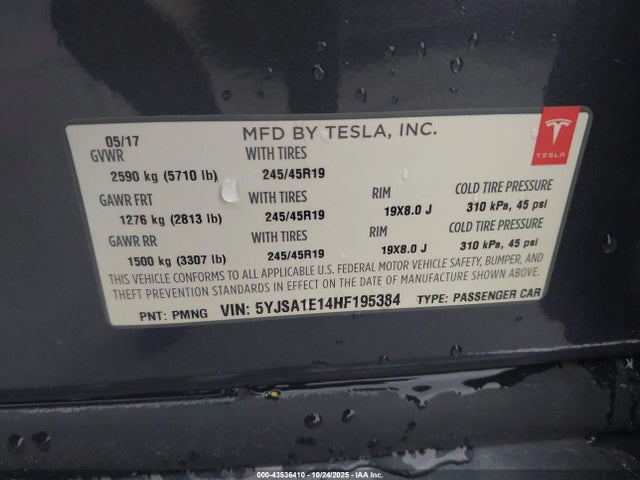 05/17 MFD BY TESLA, INC.
TESLA
GVWR WITH TIRES
2590 kg (5710 lb) 245/45R19
GAWR FRT WITH TIRES RIM COLD TIRE PRESSURE
1276 kg (2813 lb) 245/45R19 19X8.0 J 310 kPa, 45 psi
GAWR RR WITH TIRES RIM COLD TIRE PRESSURE
1500 kg (3307 lb) 245/45R19 19X8.0 J 310 kPa, 45 psi
THIS VEHICLE CONFORMS TO ALL APPLICABLE U.S. FEDERAL MOTOR VEHICLE SAFETY, BUMPER, AND
THEFT PREVENTION STANDARDS IN EFFECT ON THE DATE OF MANUFACTURE SHOWN ABOVE.
PNT: PMNG VIN: 5YJSA1E14HF195384 TYPE: PASSENGER CAR
000-43536410 - 10/24/2025 - IAAI.COM